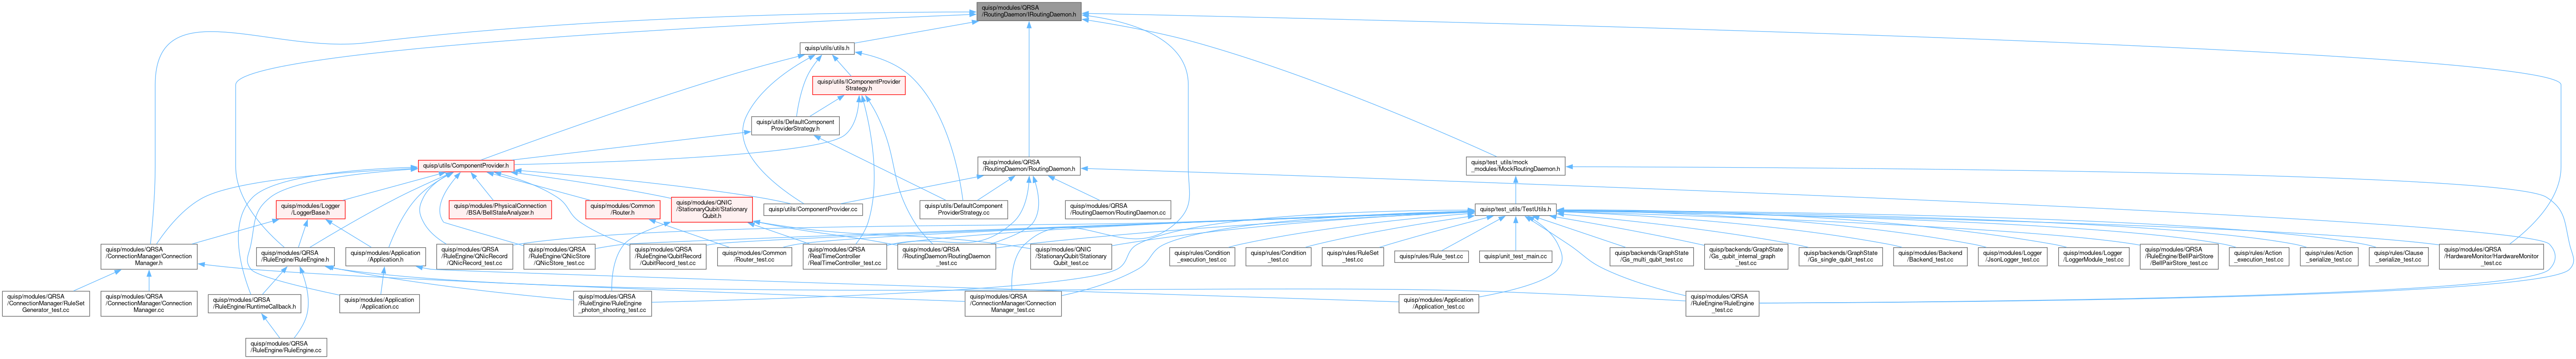 quisp/modules/QRSA
/RoutingDaemon/IRoutingDaemon.h
quisp/utils/utils.h
quisp/utils/IComponentProvider
Strategy.h
quisp/utils/DefaultComponent
ProviderStrategy.h
quisp/utils/ComponentProvider.h
quisp/modules/QRSA
/RoutingDaemon/RoutingDaemon.h
quisp/test_utils/mock
_modules/MockRoutingDaemon.h
quisp/modules/Logger
/LoggerBase.h
quisp/modules/PhysicalConnection
/BSA/BellStateAnalyzer.h
quisp/modules/Common
/Router.h
quisp/modules/QNIC
/StationaryQubit/Stationary
Qubit.h
quisp/utils/ComponentProvider.cc
quisp/utils/DefaultComponent
ProviderStrategy.cc
quisp/modules/QRSA
/RoutingDaemon/RoutingDaemon.cc
quisp/test_utils/TestUtils.h
quisp/modules/QRSA
/ConnectionManager/Connection
Manager.h
quisp/modules/QRSA
/RuleEngine/RuleEngine.h
quisp/modules/Application
/Application.h
quisp/modules/QRSA
/RuleEngine/QNicRecord
/QNicRecord_test.cc
quisp/modules/QRSA
/RuleEngine/QNicStore
/QNicStore_test.cc
quisp/modules/QRSA
/RuleEngine/QubitRecord
/QubitRecord_test.cc
quisp/modules/Common
/Router_test.cc
quisp/modules/QRSA
/RealTimeController
/RealTimeController_test.cc
quisp/modules/QRSA
/RoutingDaemon/RoutingDaemon
_test.cc
quisp/modules/QNIC
/StationaryQubit/Stationary
Qubit_test.cc
quisp/rules/Condition
_execution_test.cc
quisp/rules/Condition
_test.cc
quisp/rules/RuleSet
_test.cc
quisp/rules/Rule_test.cc
quisp/unit_test_main.cc
quisp/backends/GraphState
/Gs_multi_qubit_test.cc
quisp/backends/GraphState
/Gs_qubit_internal_graph
_test.cc
quisp/backends/GraphState
/Gs_single_qubit_test.cc
quisp/modules/Backend
/Backend_test.cc
quisp/modules/Logger
/JsonLogger_test.cc
quisp/modules/Logger
/LoggerModule_test.cc
quisp/modules/QRSA
/RuleEngine/BellPairStore
/BellPairStore_test.cc
quisp/rules/Action
_execution_test.cc
quisp/rules/Action
_serialize_test.cc
quisp/rules/Clause
_serialize_test.cc
quisp/modules/QRSA
/HardwareMonitor/HardwareMonitor
_test.cc
quisp/modules/QRSA
/ConnectionManager/RuleSet
Generator_test.cc
quisp/modules/QRSA
/ConnectionManager/Connection
Manager.cc
quisp/modules/QRSA
/RuleEngine/RuntimeCallback.h
quisp/modules/Application
/Application.cc
quisp/modules/QRSA
/RuleEngine/RuleEngine
_photon_shooting_test.cc
quisp/modules/QRSA
/ConnectionManager/Connection
Manager_test.cc
quisp/modules/Application
/Application_test.cc
quisp/modules/QRSA
/RuleEngine/RuleEngine
_test.cc
quisp/modules/QRSA
/RuleEngine/RuleEngine.cc